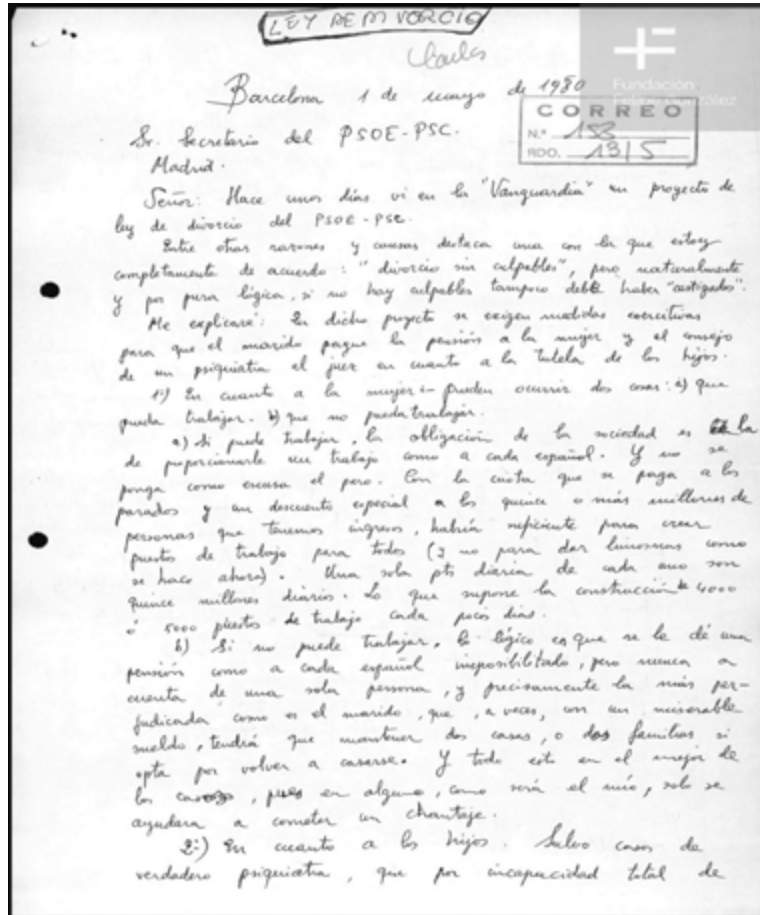 LEY DE DIVORCIO
Carlos
Fundación
Barcelona 1 de mayo de 1980
CORREO
N.º 158
RDO. 13/5
Sr. Secretario del PSOE-PSC.
Madrid.
Señor: Hace unos días vi en la "Vanguardia" un proyecto de
ley de divorcio del PSOE-PSC.
Entre otras razones y causas destaca una con la que estoy
completamente de acuerdo: "divorcio sin culpables", pero naturalmente
y por pura lógica, si no hay culpables tampoco debe haber "castigados".
Me explicaré: En dicho proyecto se exigen medidas coercitivas
para que el marido pague la pensión a la mujer y el consejo
de un psiquiatra el juez en cuanto a la tutela de los hijos.
1º) En cuanto a la mujer:- Pueden ocurrir dos cosas: a) que
pueda trabajar. b) que no pueda trabajar.
a) Si puede trabajar, la obligación de la sociedad es la
de proporcionarle un trabajo como a cada español. Y no se
ponga como excusa el pero. Con la cuota que se paga a los
parados y un descuento especial a los quince o más millones de
personas que tenemos ingresos, habría suficiente para crear
puestos de trabajo para todos (y no para dar limosnas como
se hace ahora). Una sola pts diaria de cada uno son
quince millones diarios. Lo que supone la construcción de 4000
ó 5000 puestos de trabajo cada pocos dias.
b) Si no puede trabajar, lo lógico es que se le dé una
pensión como a cada español imposibilitado, pero nunca a
cuenta de una sola persona, y precisamente la más per-
judicada como es el marido, que, a veces, con un miserable
sueldo, tendrá que mantener dos casas, o dos familias si
opta por volver a casarse. Y todo esto en el mejor de
los casos, pues en alguno, como será el mío, solo se
ayudara a cometer un chantaje.
2º) En cuanto a los hijos. Salvo casos de
verdadero psiquiatra, que por incapacidad total de